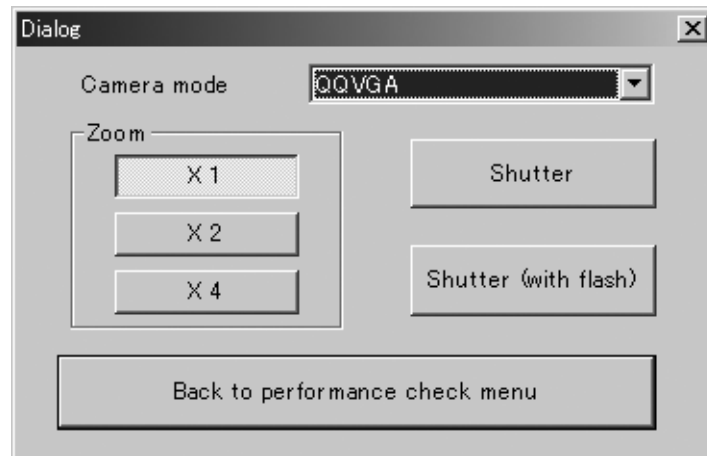 Dialog
Camera mode
QQVGA
Zoom
X 1
X 2
X 4
Shutter
Shutter (with flash)
Back to performance check menu